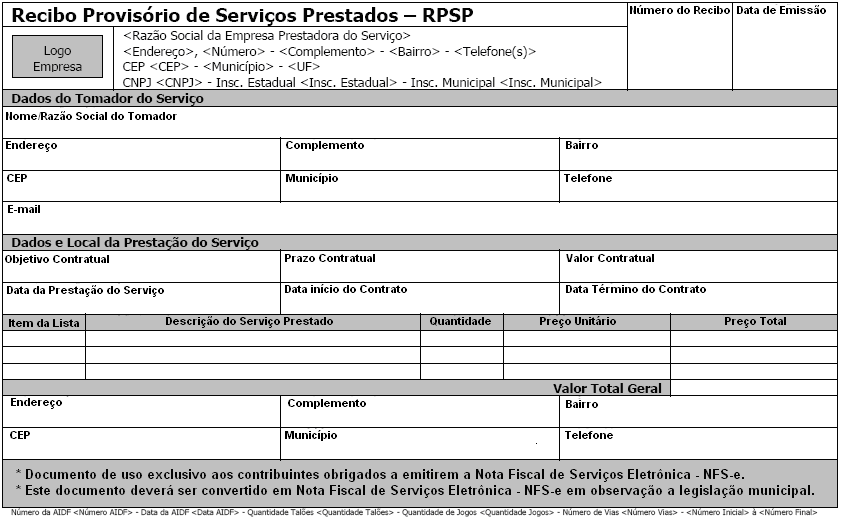 Recibo Provisório de Serviços Prestados – RPSP
Número do Recibo
Data de Emissão
Logo
Empresa
<Razão Social da Empresa Prestadora do Serviço>
<Endereço>, <Número> - <Complemento> - <Bairro> - <Telefone(s)>
CEP <CEP> - <Município> - <UF>
CNPJ <CNPJ> - Insc. Estadual <Insc. Estadual> - Insc. Municipal <Insc. Municipal>
Dados do Tomador do Serviço
Nome/Razão Social do Tomador
Endereço Complemento Bairro
CEP Município Telefone
E-mail
Dados e Local da Prestação do Serviço
Objetivo Contratual Prazo Contratual Valor Contratual
Data da Prestação do Serviço Data início do Contrato Data Término do Contrato
Item da Lista Descrição do Serviço Prestado Quantidade Preço Unitário Preço Total
Valor Total Geral
Endereço Complemento Bairro
CEP Município Telefone
* Documento de uso exclusivo aos contribuintes obrigados a emitirem a Nota Fiscal de Serviços Eletrônica - NFS-e.
* Este documento deverá ser convertido em Nota Fiscal de Serviços Eletrônica - NFS-e em observação a legislação municipal.
Número da AIDF <Número AIDF> - Data da AIDF <Data AIDF> - Quantidade Talões <Quantidade Talões> - Quantidade de Jogos <Quantidade Jogos> - Número de Vias <Número Vias> - <Número Inicial> à <Número Final>